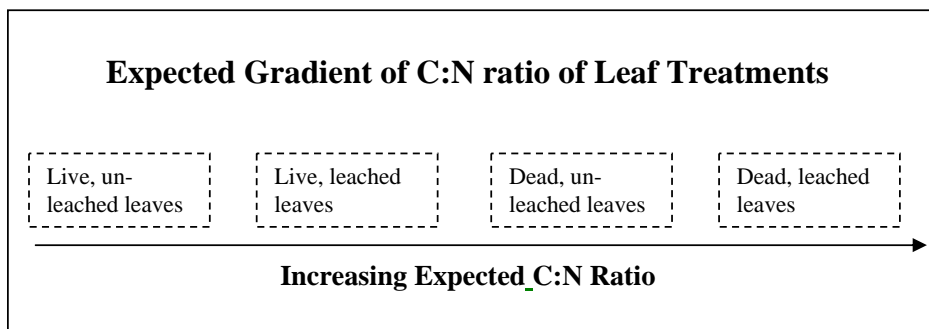 Expected Gradient of C:N ratio of Leaf Treatments
Live, un-
leached leaves
Live, leached
leaves
Dead, un-
leached leaves
Dead, leached
leaves
Increasing Expected C:N Ratio